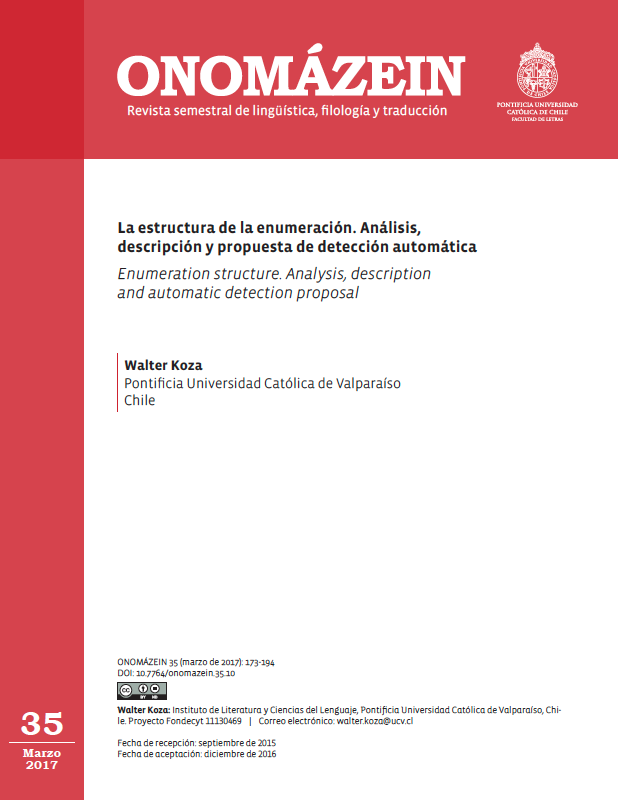 ONOMÁZEIN
Revista semestral de lingüística, filología y traducción
PONTIFICIA UNIVERSIDAD
CATÓLICA DE CHILE
FACULTAD DE LETRAS
La estructura de la enumeración. Análisis,
descripción y propuesta de detección automática
Enumeration structure. Analysis, description
and automatic detection proposal
Walter Koza
Pontificia Universidad Católica de Valparaíso
Chile
ONOMÁZEIN 35 (marzo de 2017): 173-194
DOI: 10.7764/onomazein.35.10
cc BY ND
Walter Koza: Instituto de Literatura y Ciencias del Lenguaje, Pontificia Universidad Católica de Valparaíso, Chi-
le. Proyecto Fondecyt 11130469 | Correo electrónico: walter.koza@ucv.cl
Fecha de recepción: septiembre de 2015
Fecha de aceptación: diciembre de 2016
35
Marzo
2017